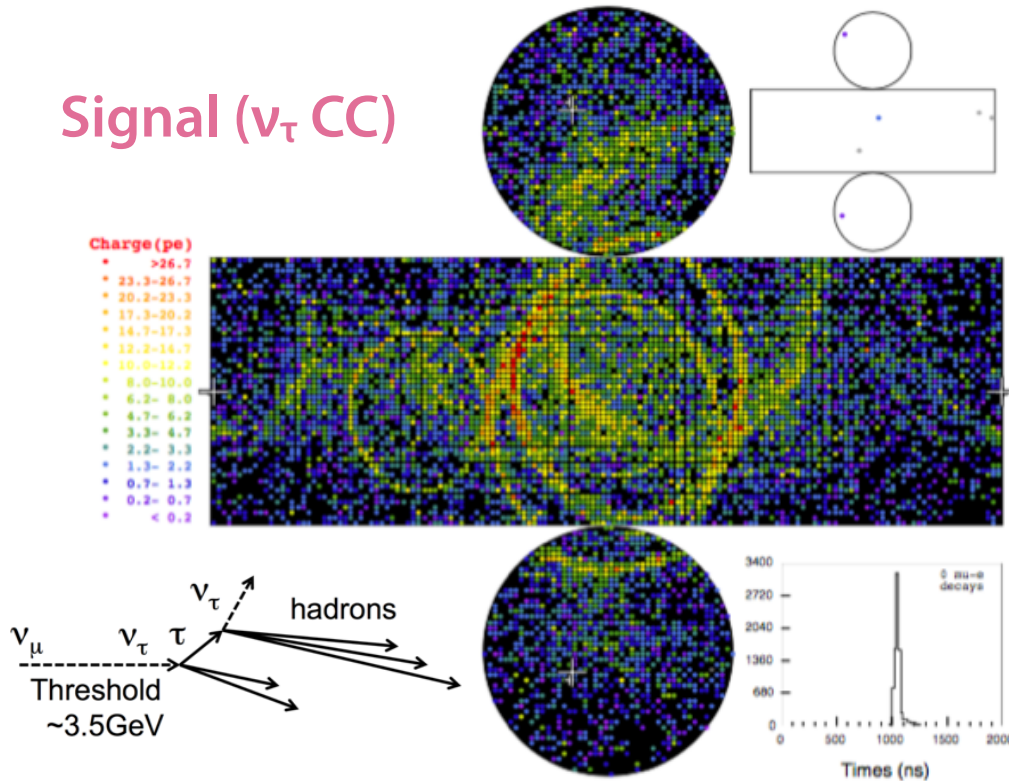 Signal (ντ CC)
Charge(pe)
>26.7
23.3-26.7
20.2-23.3
17.3-20.2
14.7-17.3
12.2-14.7
10.0-12.2
8.0-10.0
6.2- 8.0
4.7- 6.2
3.3- 4.7
2.2- 3.3
1.3- 2.2
0.7- 1.3
0.2- 0.7
< 0.2
ντ
hadrons
νμ
ντ
τ
Threshold
~3.5GeV
3400
2720
2040
1360
680
0
0 mu-e
decays
0
500
1000
1500
2000
Times (ns)